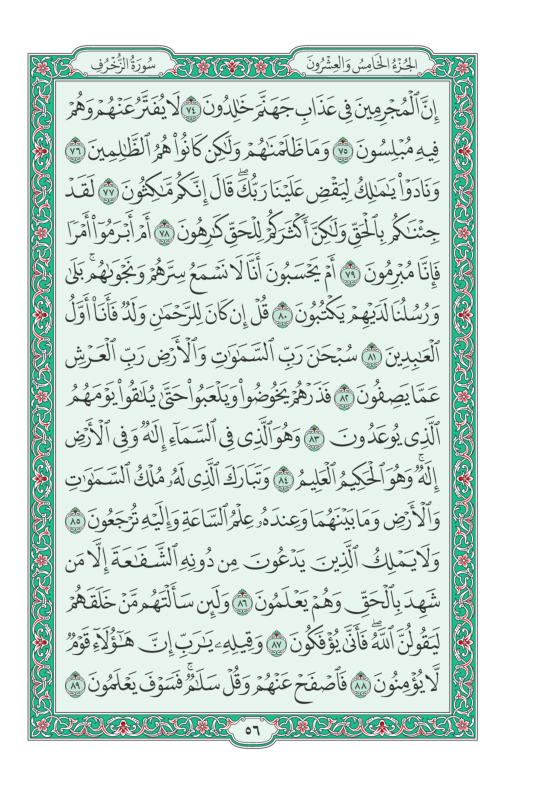 سُورَةُ الزُّخْرُفِ
الجُزْءُ الخَامِسُ وَالعِشْرُونَ
إِنَّ ٱلۡمُجۡرِمِينَ فِي عَذَابِ جَهَنَّمَ خَٰلِدُونَ ٧٤ لَا يُفَتَّرُ عَنۡهُمۡ وَهُمۡ
فِيهِ مُبۡلِسُونَ ٧٥ وَمَا ظَلَمۡنَٰهُمۡ وَلَٰكِن كَانُواْ هُمُ ٱلظَّٰلِمِينَ ٧٦
وَنَادَوۡاْ يَٰمَٰلِكُ لِيَقۡضِ عَلَيۡنَا رَبُّكَۖ قَالَ إِنَّكُم مَّٰكِثُونَ ٧٧ لَقَدۡ
جِئۡنَٰكُم بِٱلۡحَقِّ وَلَٰكِنَّ أَكۡثَرَكُمۡ لِلۡحَقِّ كَٰرِهُونَ ٧٨ أَمۡ أَبۡرَمُوٓاْ أَمۡرٗا
فَإِنَّا مُبۡرِمُونَ ٧٩ أَمۡ يَحۡسَبُونَ أَنَّا لَا نَسۡمَعُ سِرَّهُمۡ وَنَجۡوَىٰهُمۚ بَلَىٰ
وَرُسُلُنَا لَدَيۡهِمۡ يَكۡتُبُونَ ٨٠ قُلۡ إِن كَانَ لِلرَّحۡمَٰنِ وَلَدٞ فَأَنَا۠ أَوَّلُ
ٱلۡعَٰبِدِينَ ٨١ سُبۡحَٰنَ رَبِّ ٱلسَّمَٰوَٰتِ وَٱلۡأَرۡضِ رَبِّ ٱلۡعَرۡشِ
عَمَّا يَصِفُونَ ٨٢ فَذَرۡهُمۡ يَخُوضُواْ وَيَلۡعَبُواْ حَتَّىٰ يُلَٰقُواْ يَوۡمَهُمُ
ٱلَّذِي يُوعَدُونَ ٨٣ وَهُوَ ٱلَّذِي فِي ٱلسَّمَآءِ إِلَٰهٞ وَفِي ٱلۡأَرۡضِ
إِلَٰهٞۚ وَهُوَ ٱلۡحَكِيمُ ٱلۡعَلِيمُ ٨٤ وَتَبَارَكَ ٱلَّذِي لَهُۥ مُلۡكُ ٱلسَّمَٰوَٰتِ
وَٱلۡأَرۡضِ وَمَا بَيۡنَهُمَا وَعِندَهُۥ عِلۡمُ ٱلسَّاعَةِ وَإِلَيۡهِ تُرۡجَعُونَ ٨٥
وَلَا يَمۡلِكُ ٱلَّذِينَ يَدۡعُونَ مِن دُونِهِ ٱلشَّفَٰعَةَ إِلَّا مَن
شَهِدَ بِٱلۡحَقِّ وَهُمۡ يَعۡلَمُونَ ٨٦ وَلَئِن سَأَلۡتَهُم مَّنۡ خَلَقَهُمۡ
لَيَقُولُنَّ ٱللَّهُۖ فَأَنَّىٰ يُؤۡفَكُونَ ٨٧ وَقِيلِهِۦ يَٰرَبِّ إِنَّ هَٰٓؤُلَآءِ قَوۡمٞ
لَّا يُؤۡمِنُونَ ٨٨ فَٱصۡفَحۡ عَنۡهُمۡ وَقُلۡ سَلَٰمٞۚ فَسَوۡفَ يَعۡلَمُونَ ٨٩
٥٦